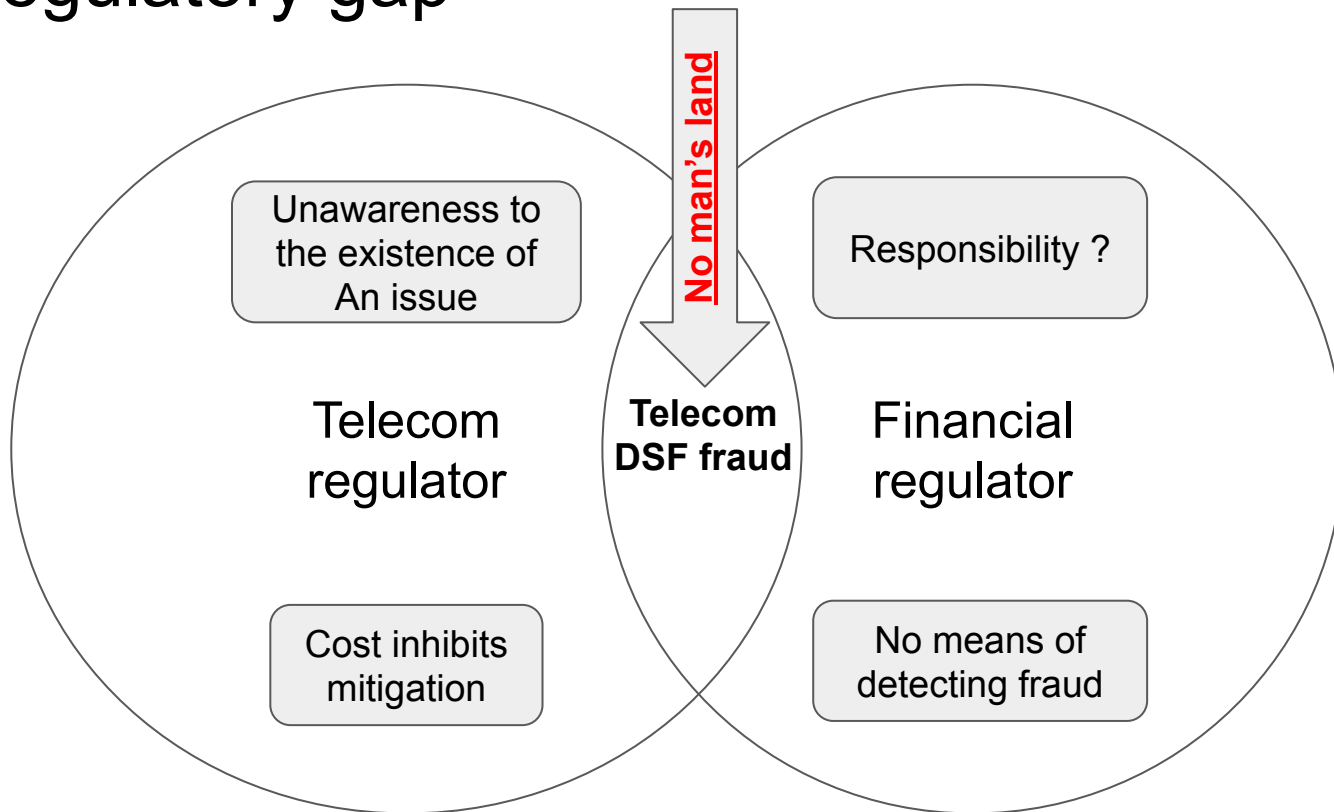 egulatory gap
No man's land
Unawareness to
the existence of
An issue
Responsibility ?
Telecom
regulator
Telecom
DSF fraud
Financial
regulator
Cost inhibits
mitigation
No means of
detecting fraud